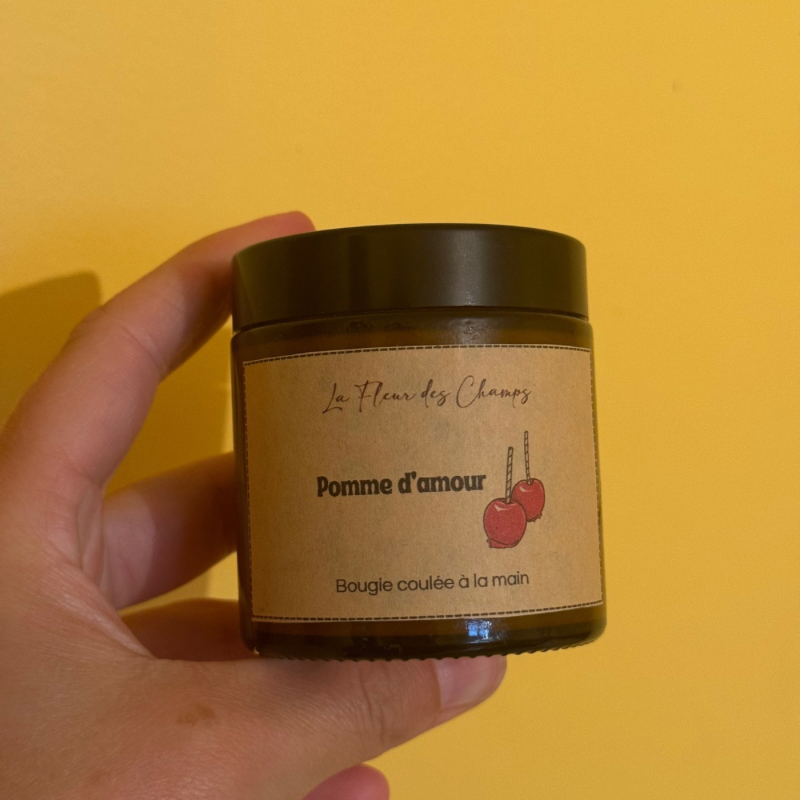 La Fleur des Champs
Pomme d'amour
Bougie coulée à la main